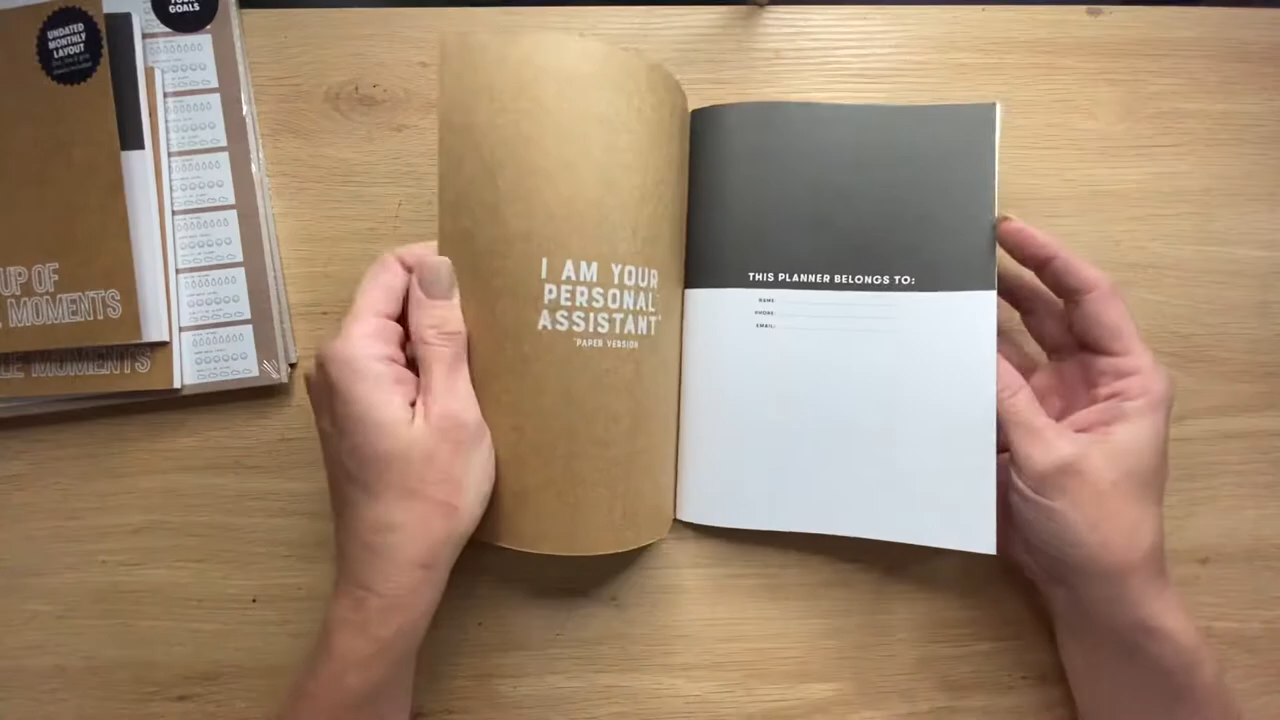 UNDATED
MONTHLY
LAYOUT
GOALS
UP OF
MOMENTS
LE MOMENTS
I AM YOUR
PERSONAL
ASSISTANT*
*PAPER VERSION
THIS PLANNER BELONGS TO:
NAME:
PHONE:
EMAIL: